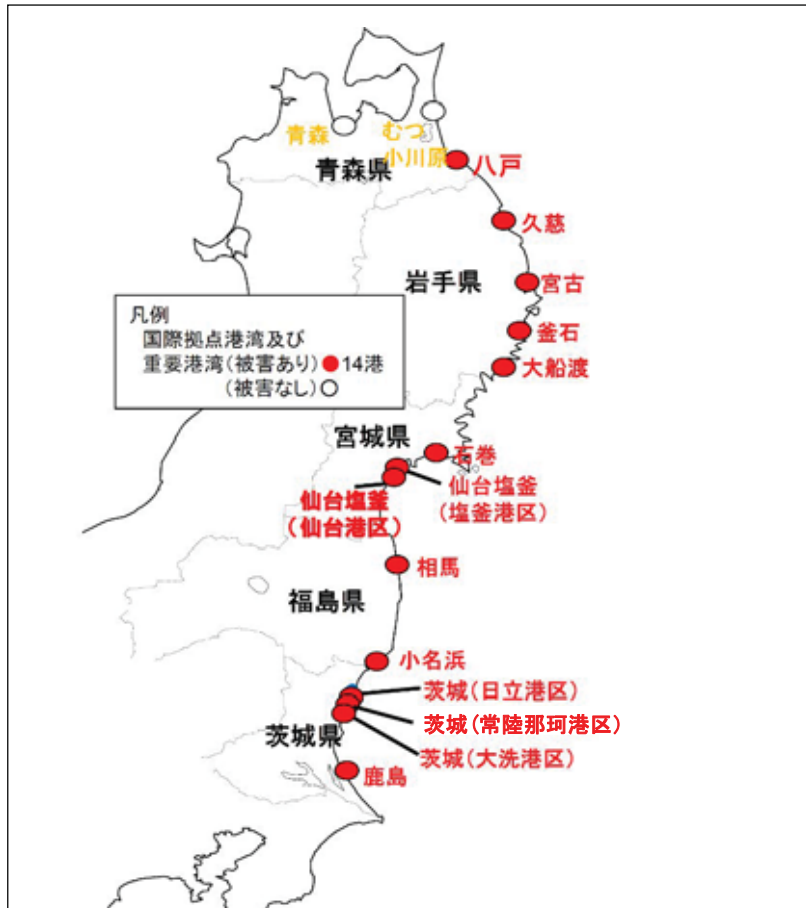 青森
むつ
小川原
青森県
八戸
久慈
岩手県
宮古
凡例
国際拠点港湾及び
重要港湾(被害あり)●14港
(被害なし)○
釜石
大船渡
宮城県
石巻
仙台塩釜
(塩釜港区)
仙台塩釜
(仙台港区)
相馬
福島県
小名浜
茨城(日立港区)
茨城(常陸那珂港区)
茨城県
茨城(大洗港区)
鹿島